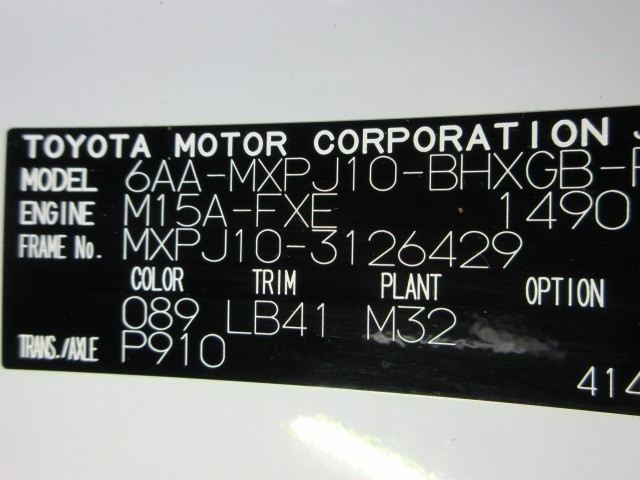 TOYOTA MOTOR CORPORATION
MODEL 6AA-MXPJ10-BHXGB-
ENGINE M15A-FXE 1490
FRAME No. MXPJ10-3126429
COLOR TRIM PLANT OPTION
089 LB41 M32
TRANS./AXLE P910
414